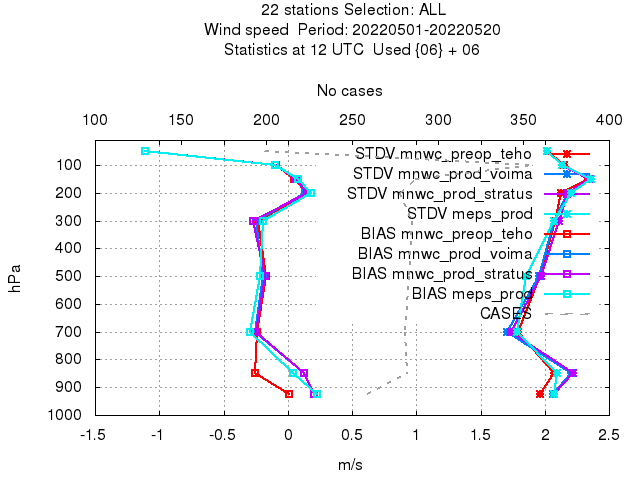 22 stations Selection: ALL
Wind speed  Period: 20220501-20220520
Statistics at 12 UTC  Used {06} + 06
No cases
100 150 200 250 300 350 400
STDV mnwc_preop_teho
100
STDV mnwc_prod_voima
200
STDV mnwc_prod_stratus
STDV meps_prod
300
BIAS mnwc_preop_teho
400
BIAS mnwc_prod_voima
500
BIAS mnwc_prod_stratus
BIAS meps_prod
600
CASES
700
800
900
1000
hPa
-1.5 -1 -0.5 0 0.5 1 1.5 2 2.5
m/s